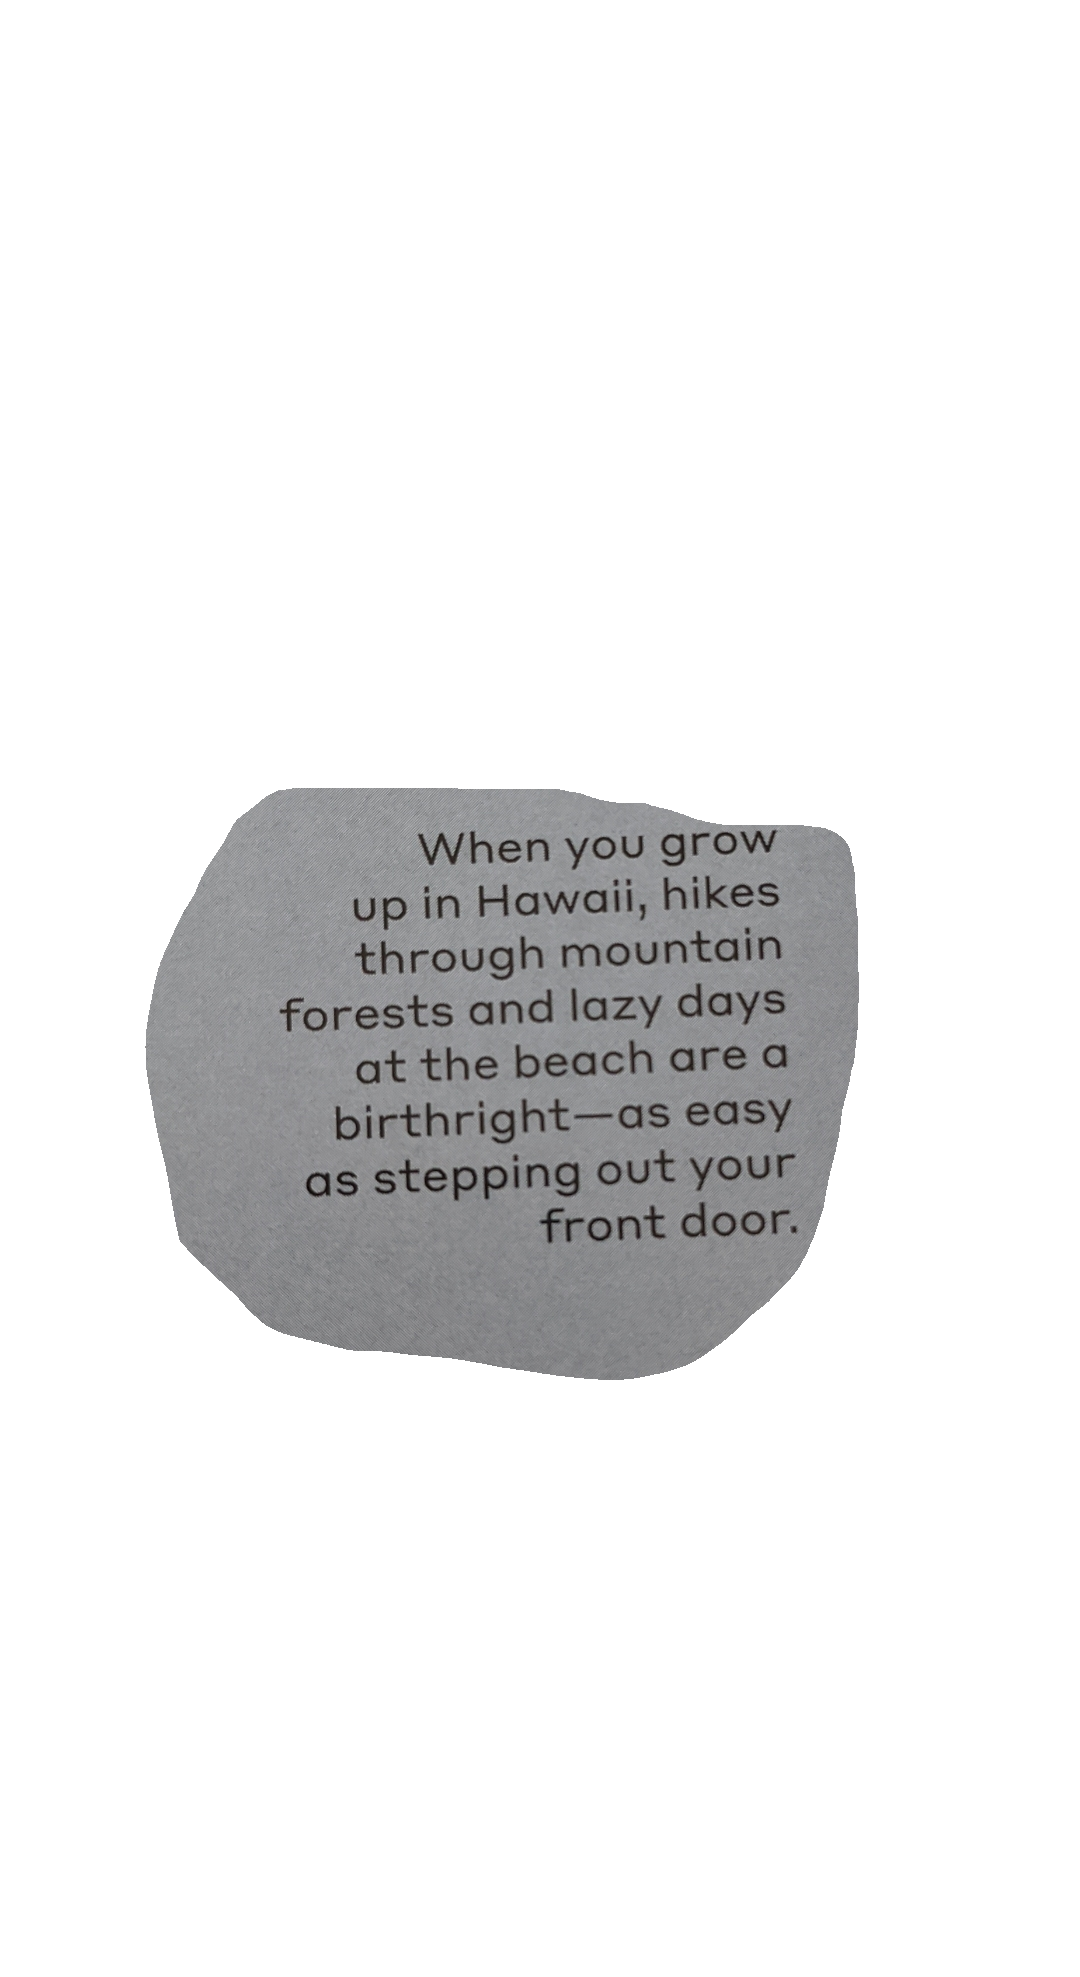 When you grow
up in Hawaii, hikes
through mountain
forests and lazy days
at the beach are a
birthright—as easy
as stepping out your
front door.